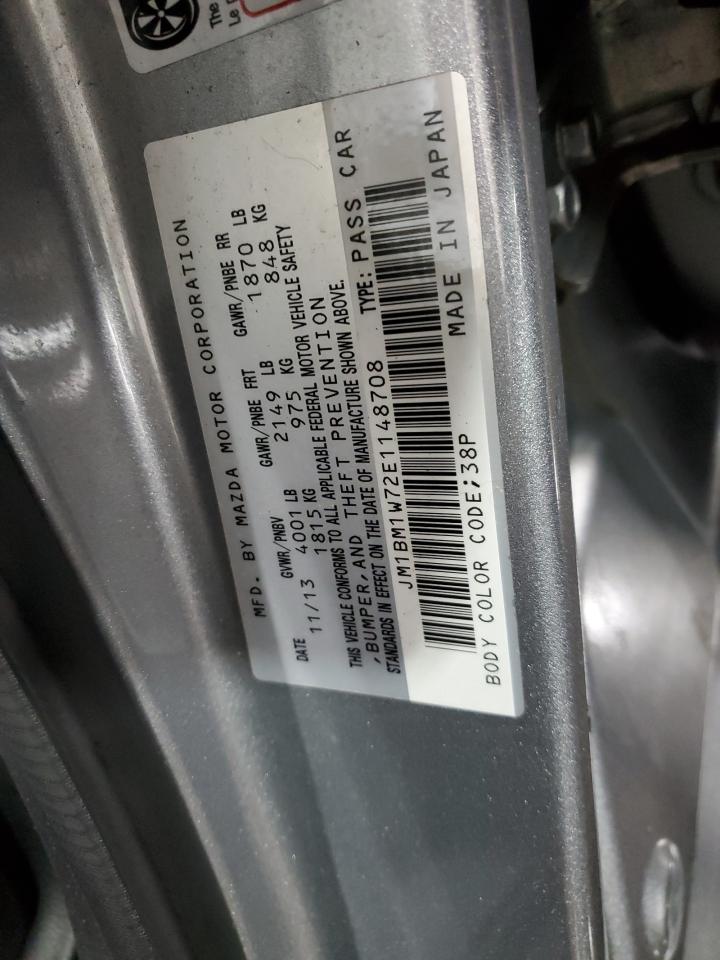 The
Le
MFD. BY MAZDA MOTOR CORPORATION
DATE GVWR/PNBV GAWR/PNBE FRT GAWR/PNBE RR
11/13 4001 LB 2149 LB 1870 LB
1815 KG 975 KG 848 KG
THIS VEHICLE CONFORMS TO ALL APPLICABLE FEDERAL MOTOR VEHICLE SAFETY
,BUMPER, AND THEFT PREVENTION
STANDARDS IN EFFECT ON THE DATE OF MANUFACTURE SHOWN ABOVE.
JM1BM1W72E1148708 TYPE: PASS CAR
BODY COLOR CODE;38P MADE IN JAPAN